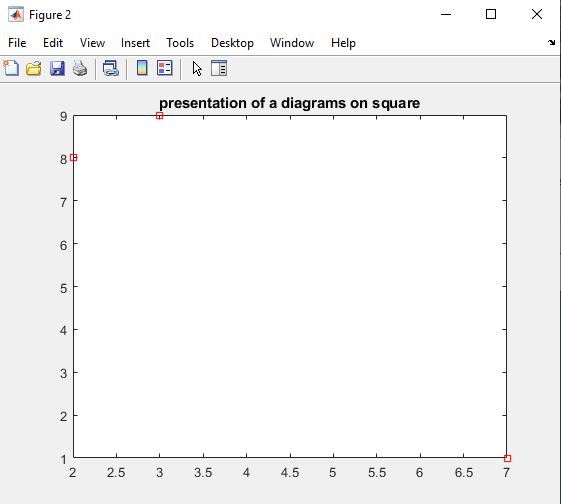 Figure 2
File Edit View Insert Tools Desktop Window Help
presentation of a diagrams on square
9
8
7
6
5
4
3
2
1
2 2.5 3 3.5 4 4.5 5 5.5 6 6.5 7